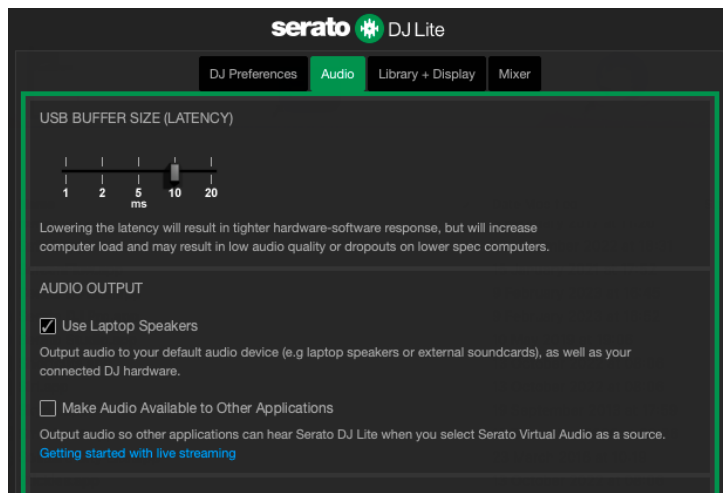 serato DJ Lite
DJ Preferences Audio Library + Display Mixer
USB BUFFER SIZE (LATENCY)
1 2 5 10 20
ms
Lowering the latency will result in tighter hardware-software response, but will increase
computer load and may result in low audio quality or dropouts on lower spec computers.
AUDIO OUTPUT
Use Laptop Speakers
Output audio to your default audio device (e.g laptop speakers or external soundcards), as well as your
connected DJ hardware.
Make Audio Available to Other Applications
Output audio so other applications can hear Serato DJ Lite when you select Serato Virtual Audio as a source.
Getting started with live streaming